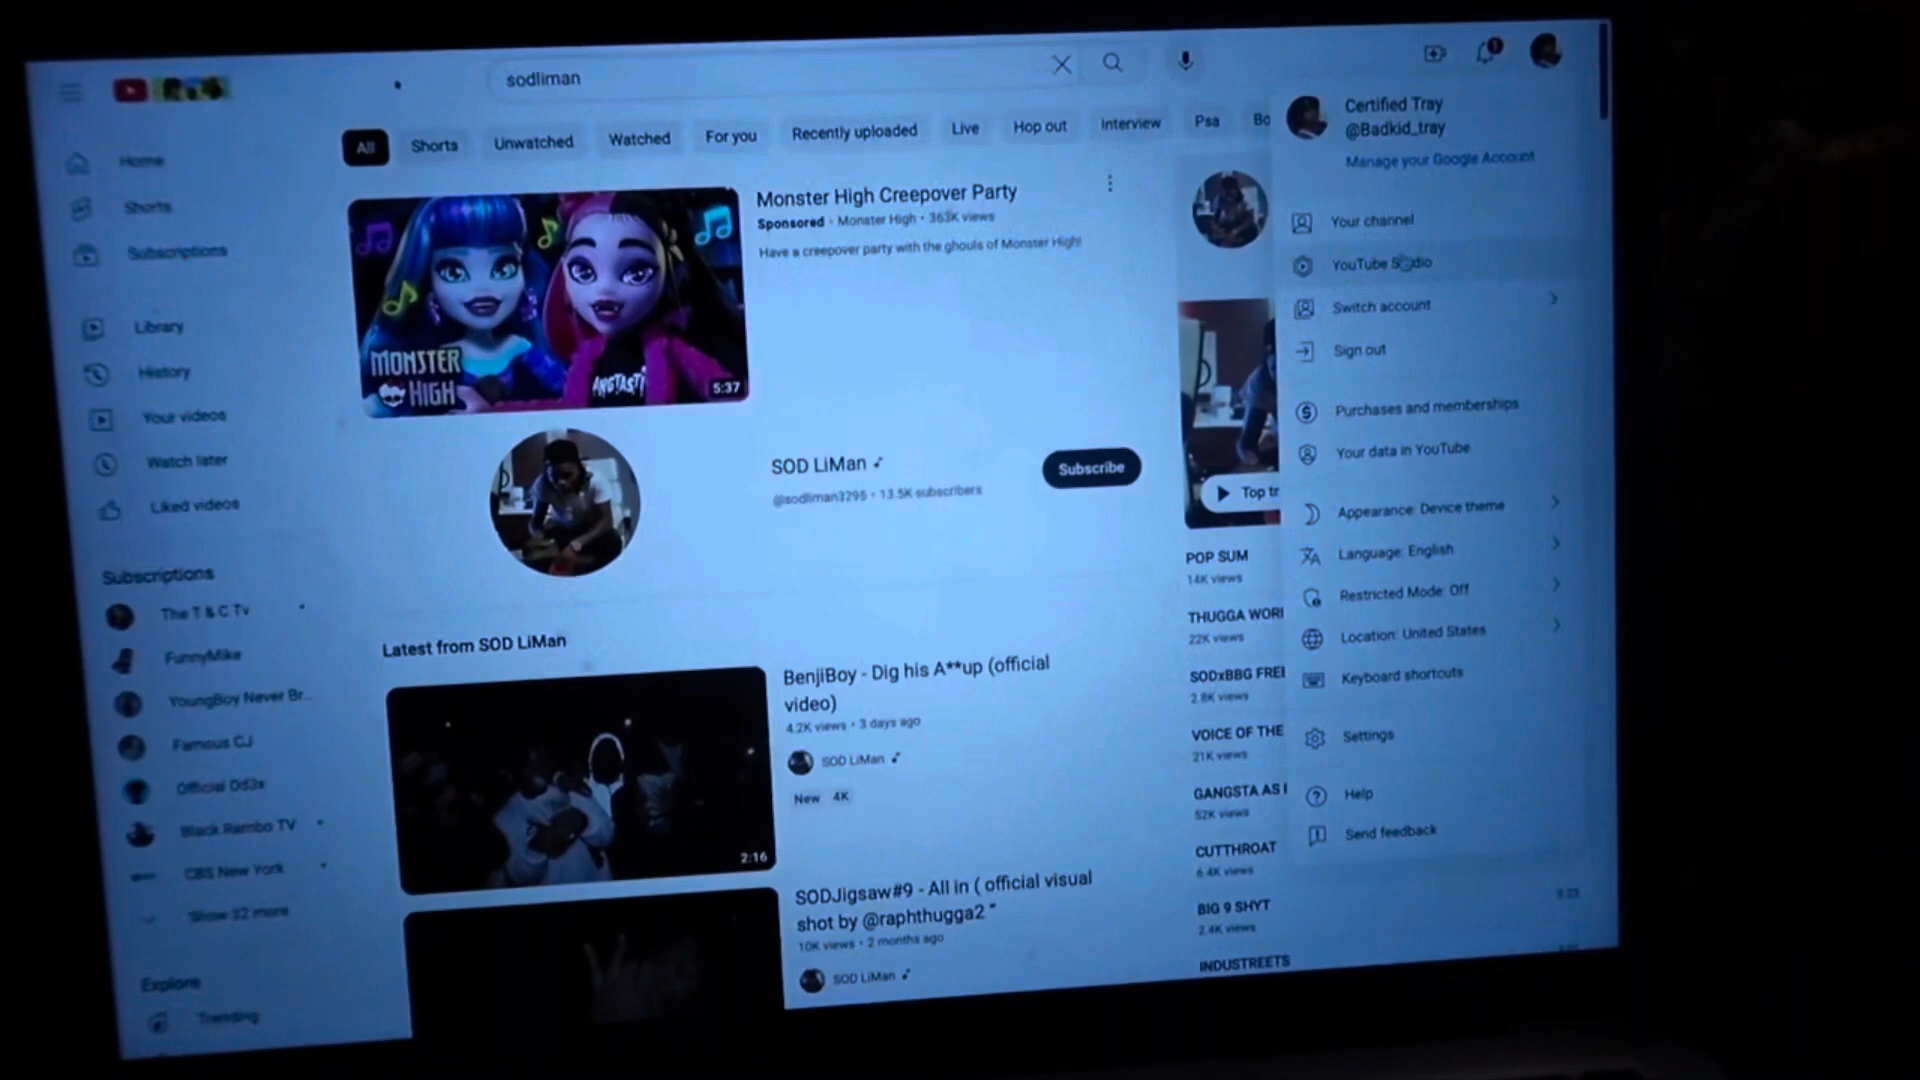 sodliman
All
Shorts
Unwatched
Watched
For you
Recently uploaded
Live
Hop out
Interview
Psa
Bo
1
Certified Tray
@Badkid_tray
Manage your Google Account
Your channel
YouTube Studio
Switch account
Sign out
Purchases and memberships
Your data in YouTube
Appearance: Device theme
Language: English
Restricted Mode: Off
Location: United States
Keyboard shortcuts
Settings
Help
Send feedback
Home
Shorts
Subscriptions
Library
History
Your videos
Watch later
Liked videos
Subscriptions
The T & C Tv
FunnyMike
YoungBoy Never Br...
Famous CJ
Official Dd3x
Black Rambo TV
CBS New York
Show 32 more
Explore
Trending
MONSTER
HIGH
5:37
Monster High Creepover Party
Sponsored · Monster High · 363K views
Have a creepover party with the ghouls of Monster High!
SOD LiMan
@sodliman3295 · 13.5K subscribers
Subscribe
Latest from SOD LiMan
2:16
BenjiBoy - Dig his A**up (official
video)
4.2K views · 3 days ago
SOD LiMan
New 4K
SODJigsaw#9 - All in ( official visual
shot by @raphthugga2 "
10K views · 2 months ago
SOD LiMan
Top tr
POP SUM
14K views
THUGGA WORl
22K views
SODxBBG FREI
2.8K views
VOICE OF THE
21K views
GANGSTA AS I
52K views
CUTTHROAT
6.4K views
BIG 9 SHYT
2.4K views
INDUSTREETS
3:23